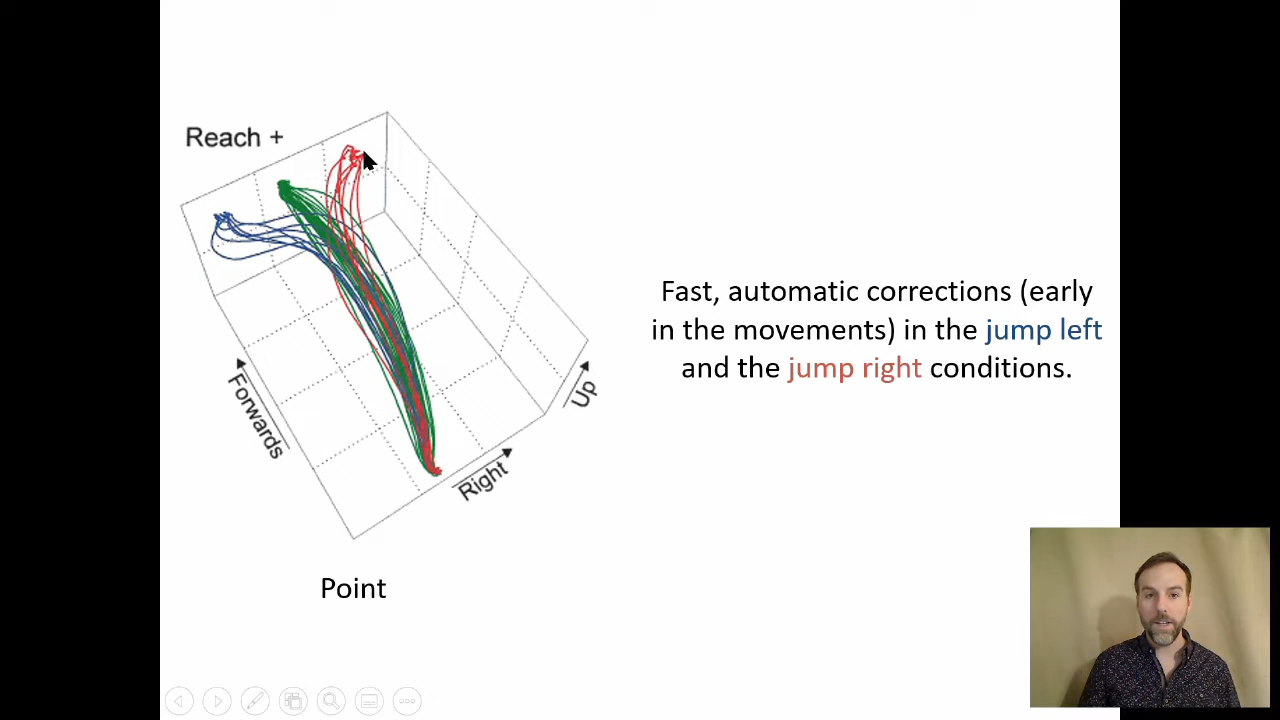 Reach +
Fast, automatic corrections (early
in the movements) in the jump left
and the jump right conditions.
Forwards
Up
Right
Point